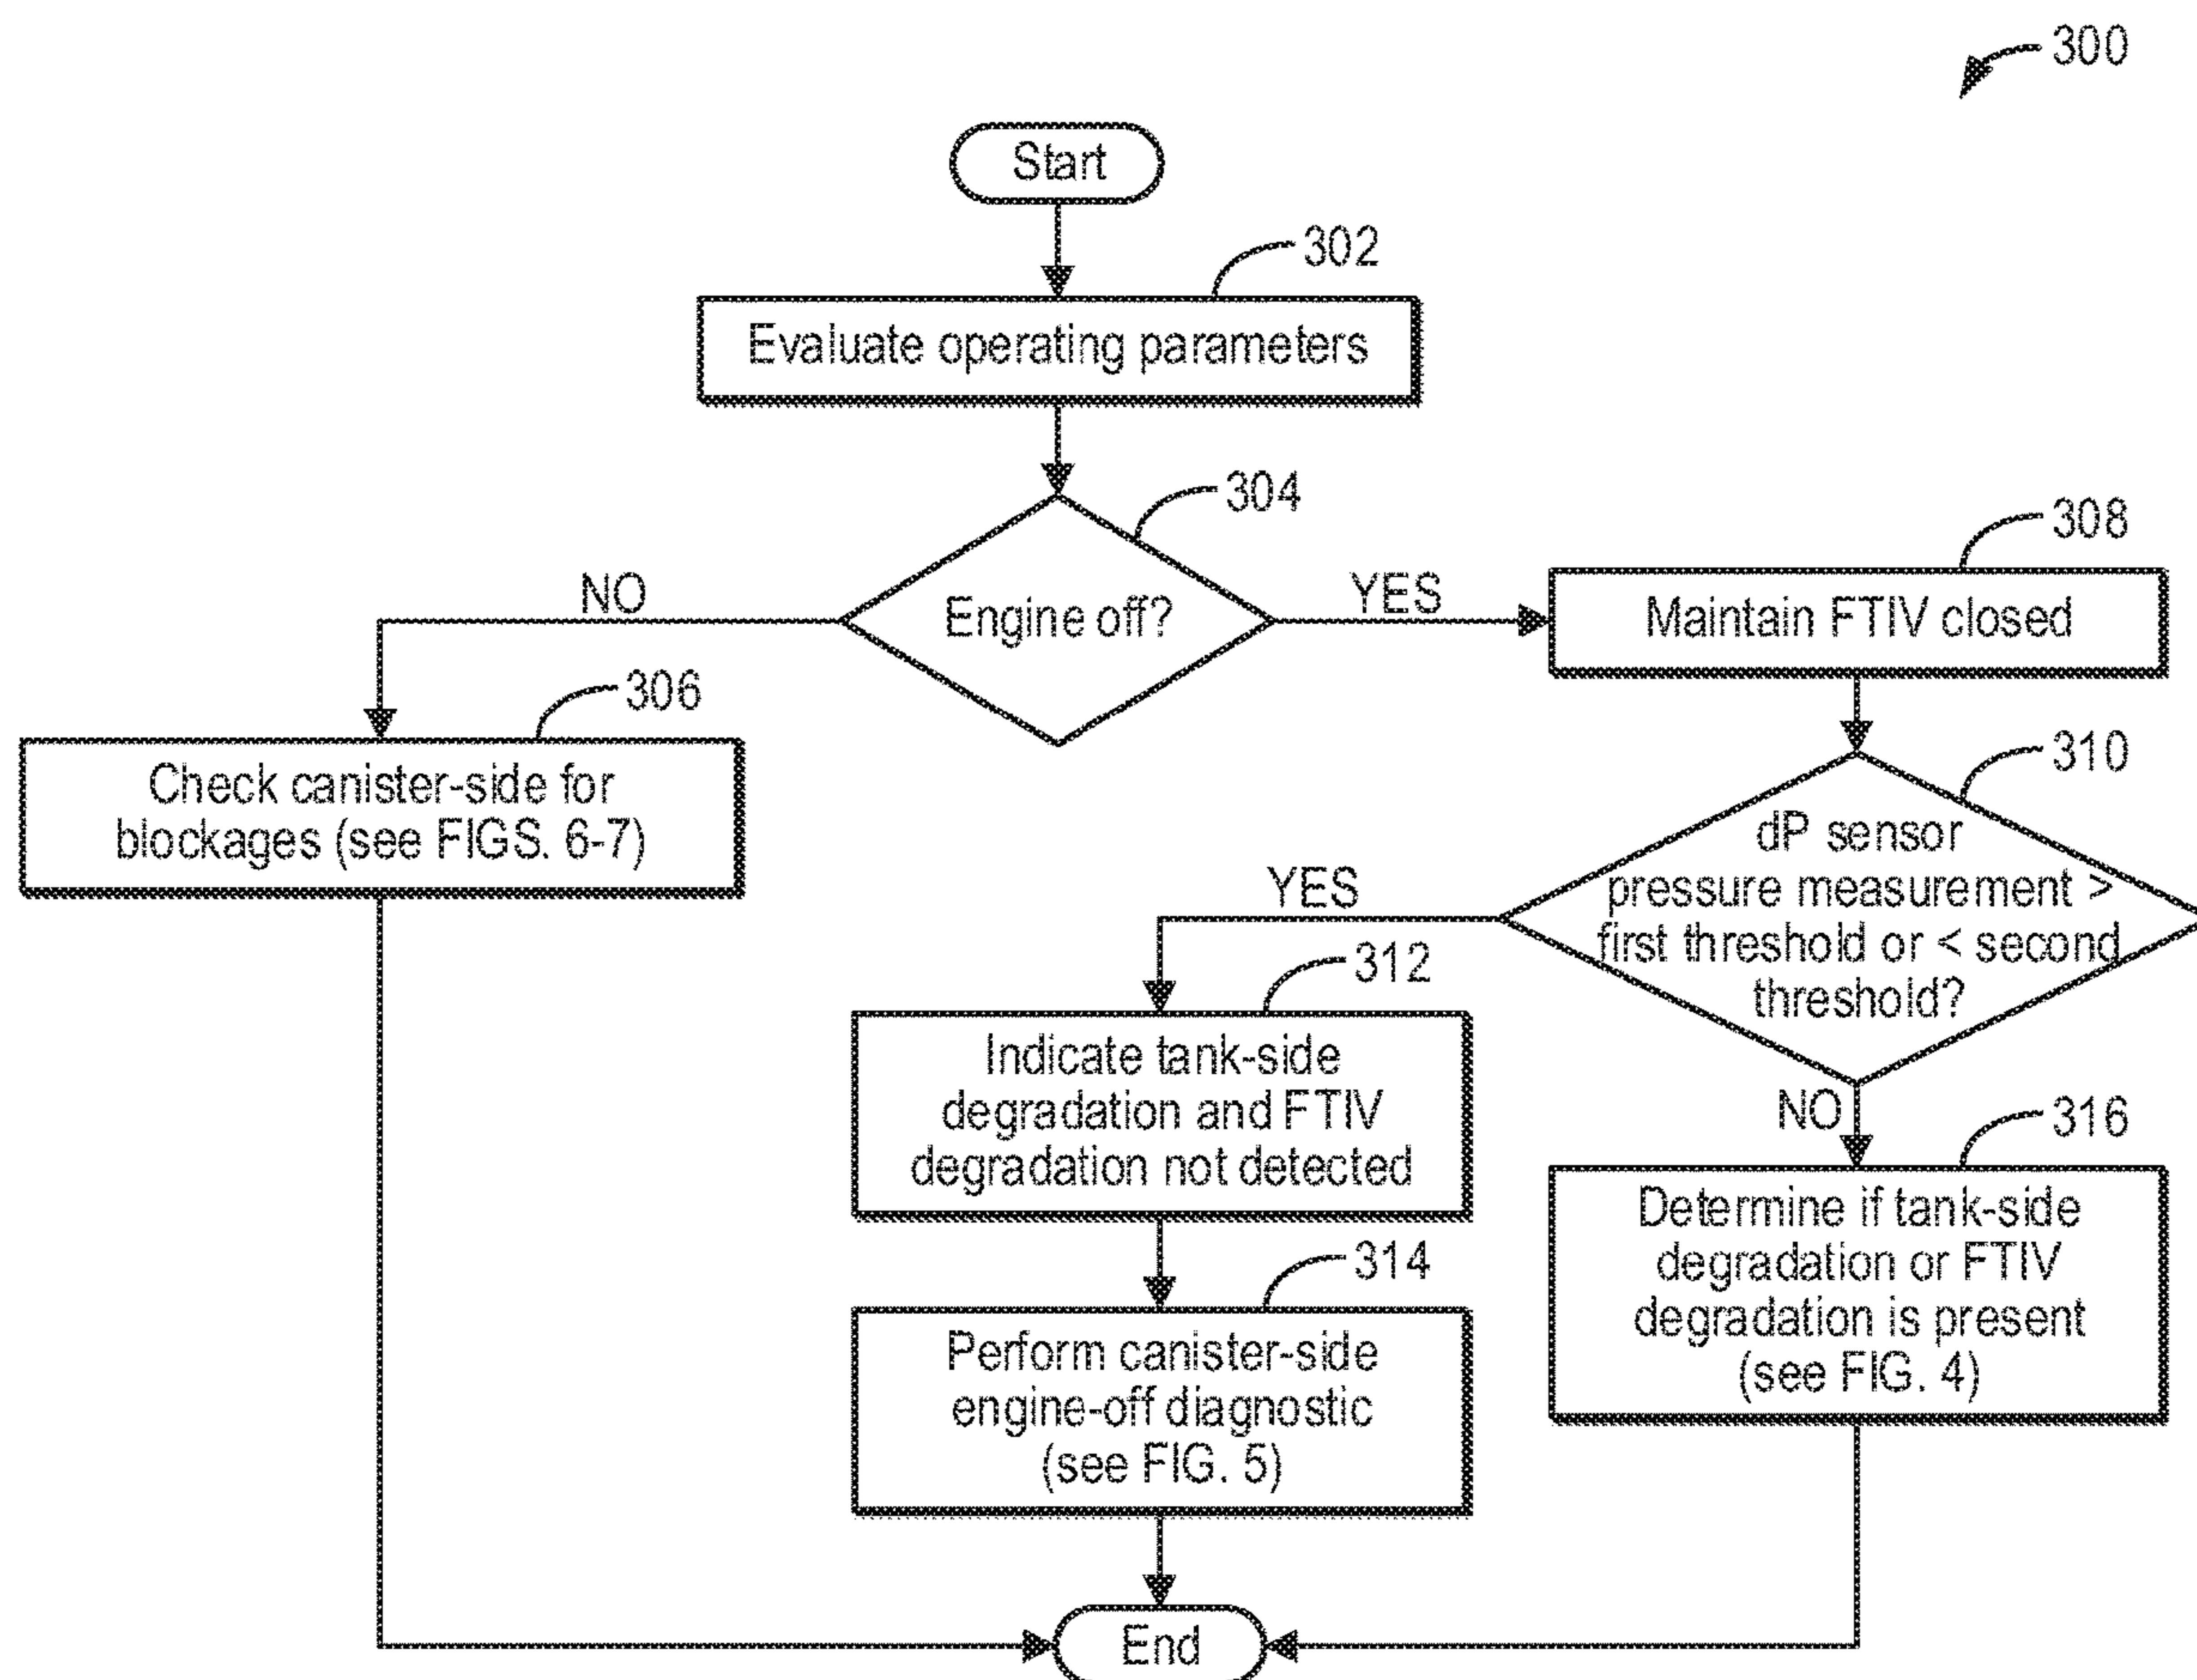 300
Start
302
Evaluate operating parameters
304
Engine off?
NO
YES
308
Maintain FTIV closed
306
Check canister-side for
blockages (see FIGS. 6-7)
310
dP sensor
pressure measurement >
first threshold or < second
threshold?
YES
312
Indicate tank-side
degradation and FTIV
degradation not detected
NO
316
Determine if tank-side
degradation or FTIV
degradation is present
(see FIG. 4)
314
Perform canister-side
engine-off diagnostic
(see FIG. 5)
End